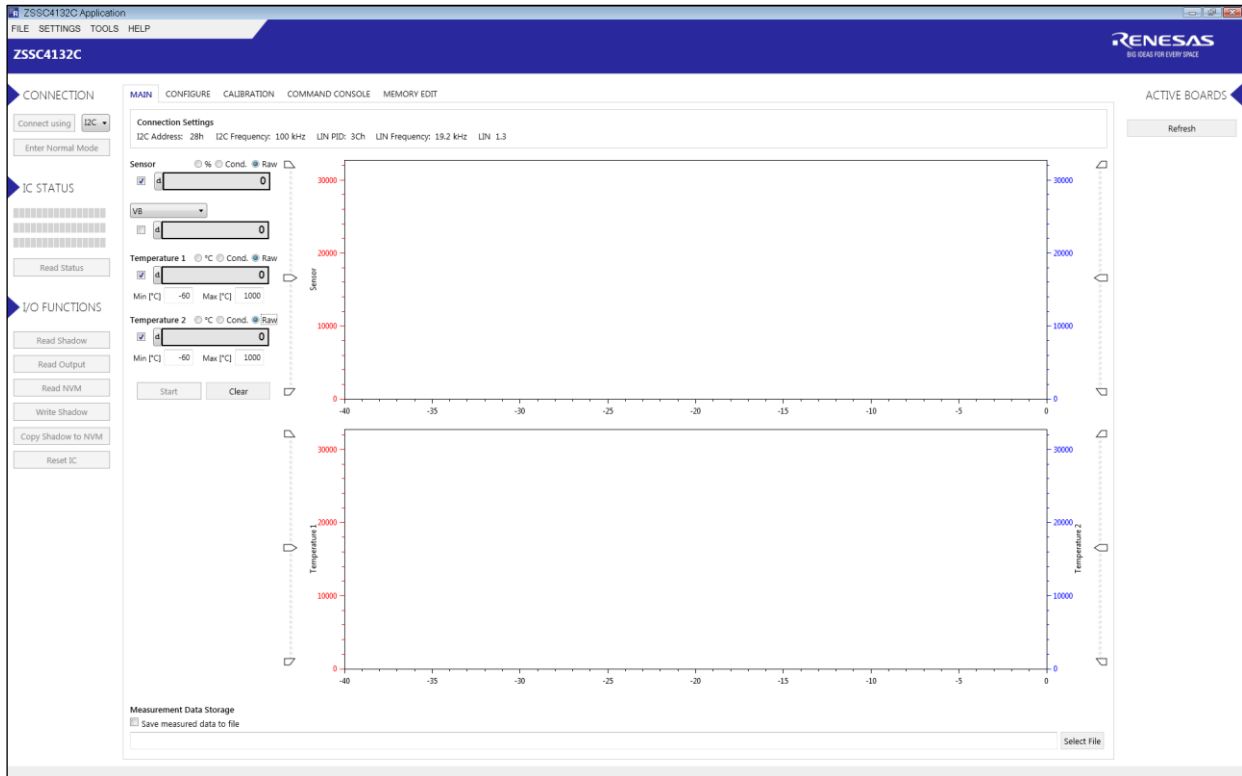 ZSSC4132C Application
FILE SETTINGS TOOLS HELP
ZSSC4132C
RENESAS
BIG IDEAS FOR EVERY SPACE
CONNECTION
Connect using I2C
Enter Normal Mode
IC STATUS
Read Status
I/O FUNCTIONS
Read Shadow
Read Output
Read NVM
Write Shadow
Copy Shadow to NVM
Reset IC
MAIN CONFIGURE CALIBRATION COMMAND CONSOLE MEMORY EDIT
Connection Settings
I2C Address: 28h I2C Frequency: 100 kHz LIN PID: 3Ch LIN Frequency: 19.2 kHz LIN 1.3
Sensor % Cond. Raw
d 0
VB
d 0
Temperature 1 °C Cond. Raw
d 0
Min [°C] -60 Max [°C] 1000
Temperature 2 °C Cond. Raw
d 0
Min [°C] -60 Max [°C] 1000
Start Clear
30000 30000
20000 20000
Sensor
10000 10000
0 0
-40 -35 -30 -25 -20 -15 -10 -5 0
30000 30000
20000 20000
Temperature 1 Temperature 2
10000 10000
0 0
-40 -35 -30 -25 -20 -15 -10 -5 0
Measurement Data Storage
Save measured data to file
Select File
ACTIVE BOARDS
Refresh